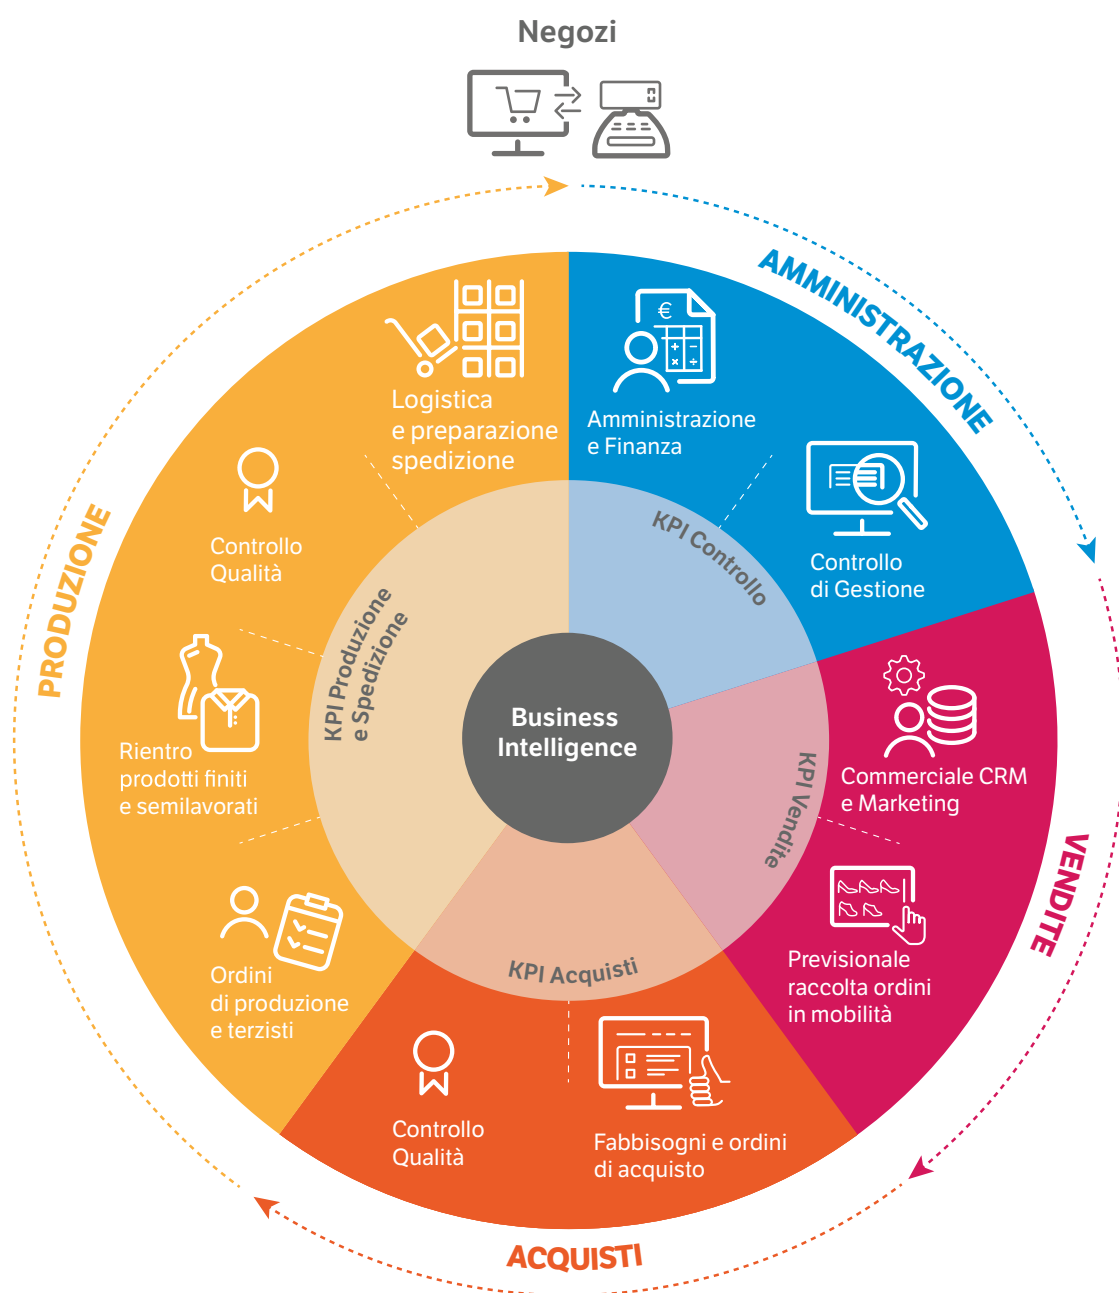 Negozi
AMMINISTRAZIONE
€
Amministrazione
e Finanza
Controllo
di Gestione
KPI Controllo
VENDITE
Commerciale CRM
e Marketing
Previsionale
raccolta ordini
in mobilità
KPI Vendite
ACQUISTI
Fabbisogni e ordini
di acquisto
Controllo
Qualità
KPI Acquisti
PRODUZIONE
Ordini
di produzione
e terzisti
Rientro
prodotti finiti
e semilavorati
Controllo
Qualità
Logistica
e preparazione
spedizione
KPI Produzione
e Spedizione
Business
Intelligence